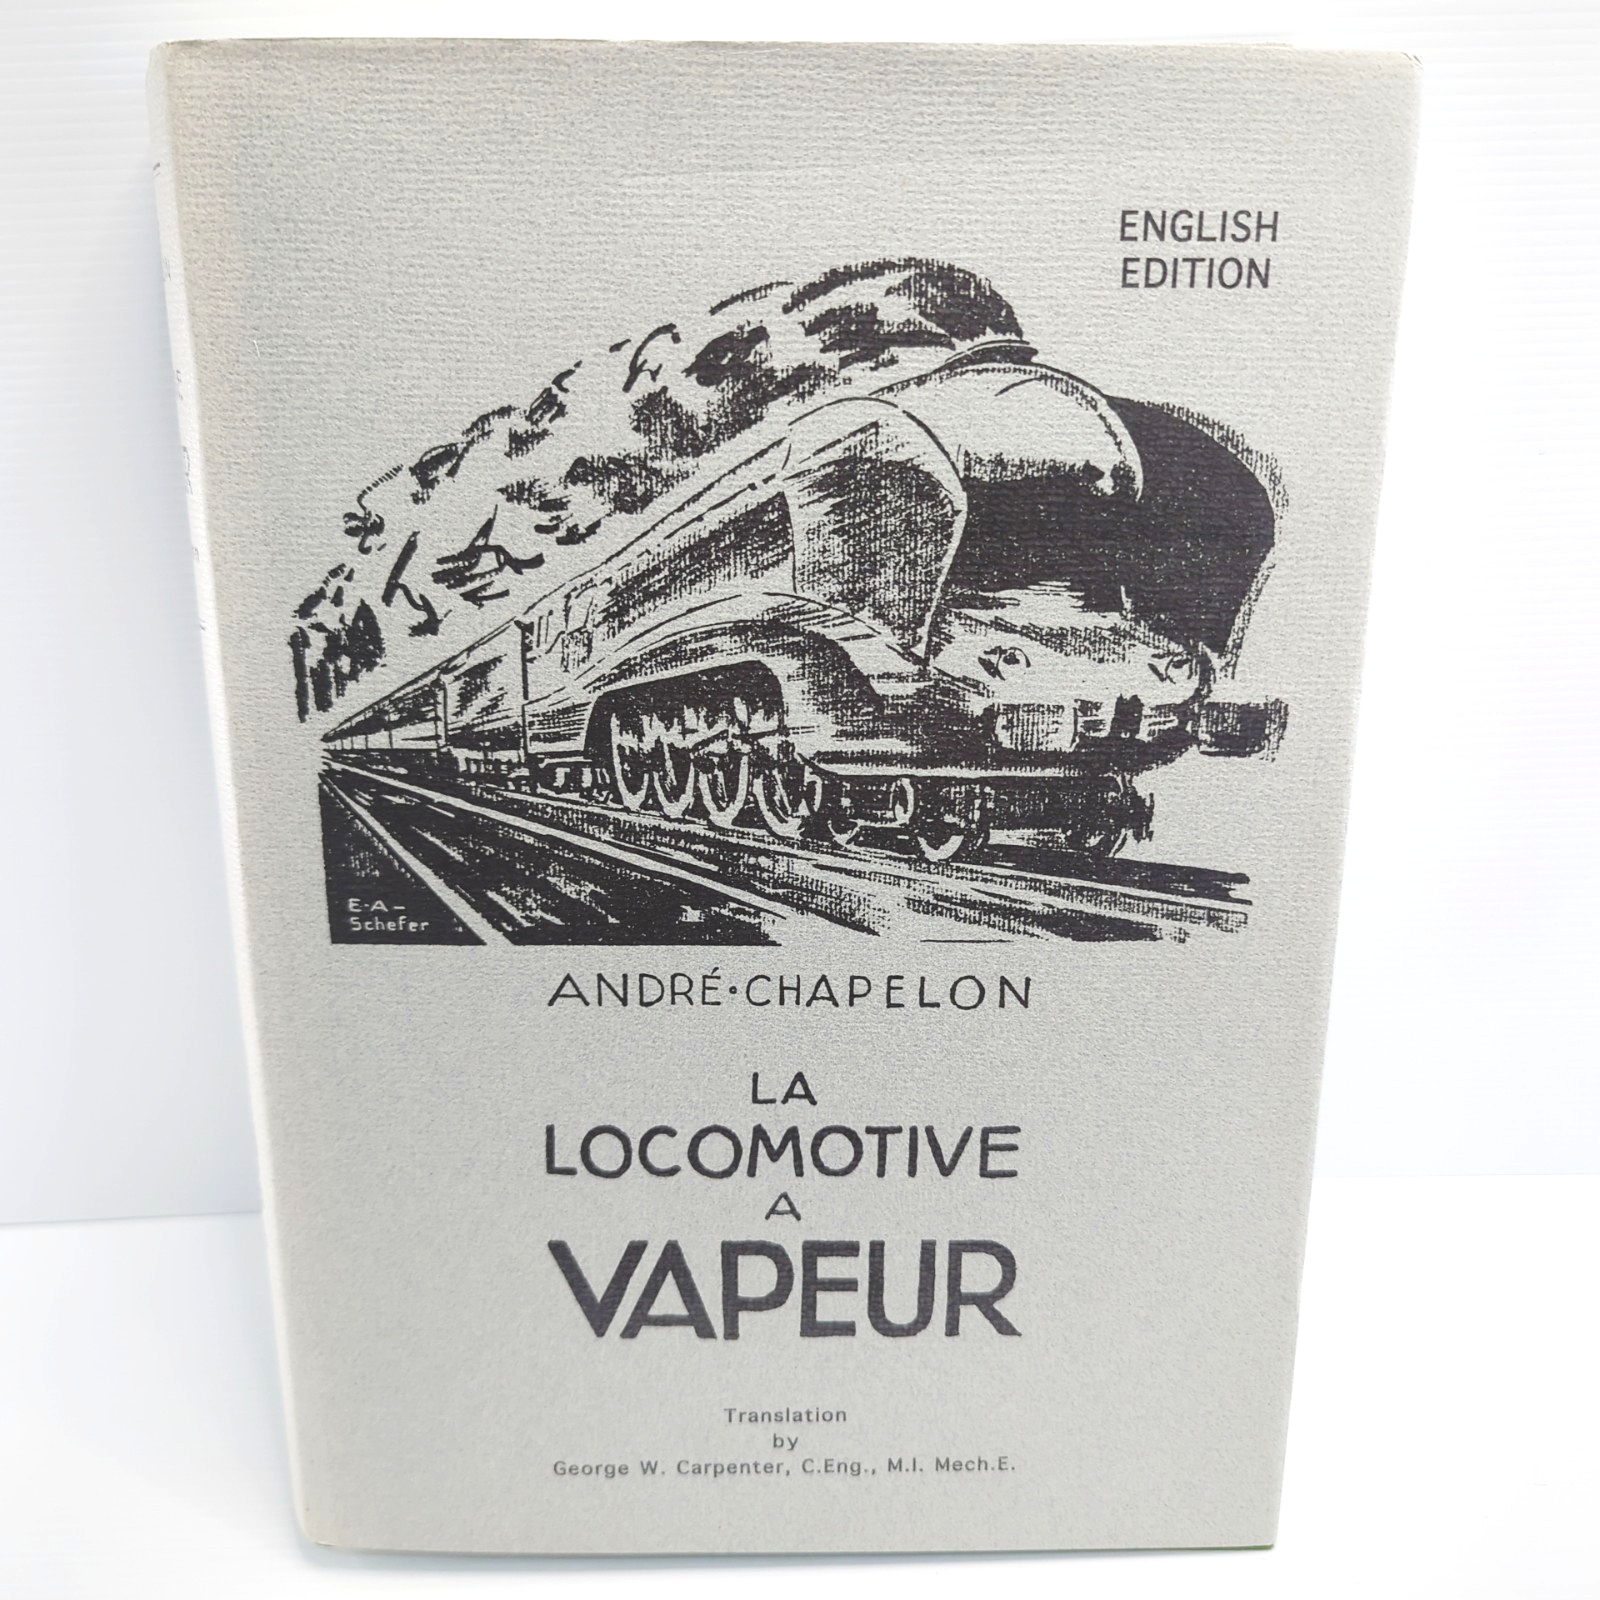 ENGLISH
EDITION
E-A-
Schefer
ANDRÉ·CHAPELON
LA
LOCOMOTIVE
A
VAPEUR
Translation
by
George W. Carpenter, C.Eng., M.I. Mech.E.